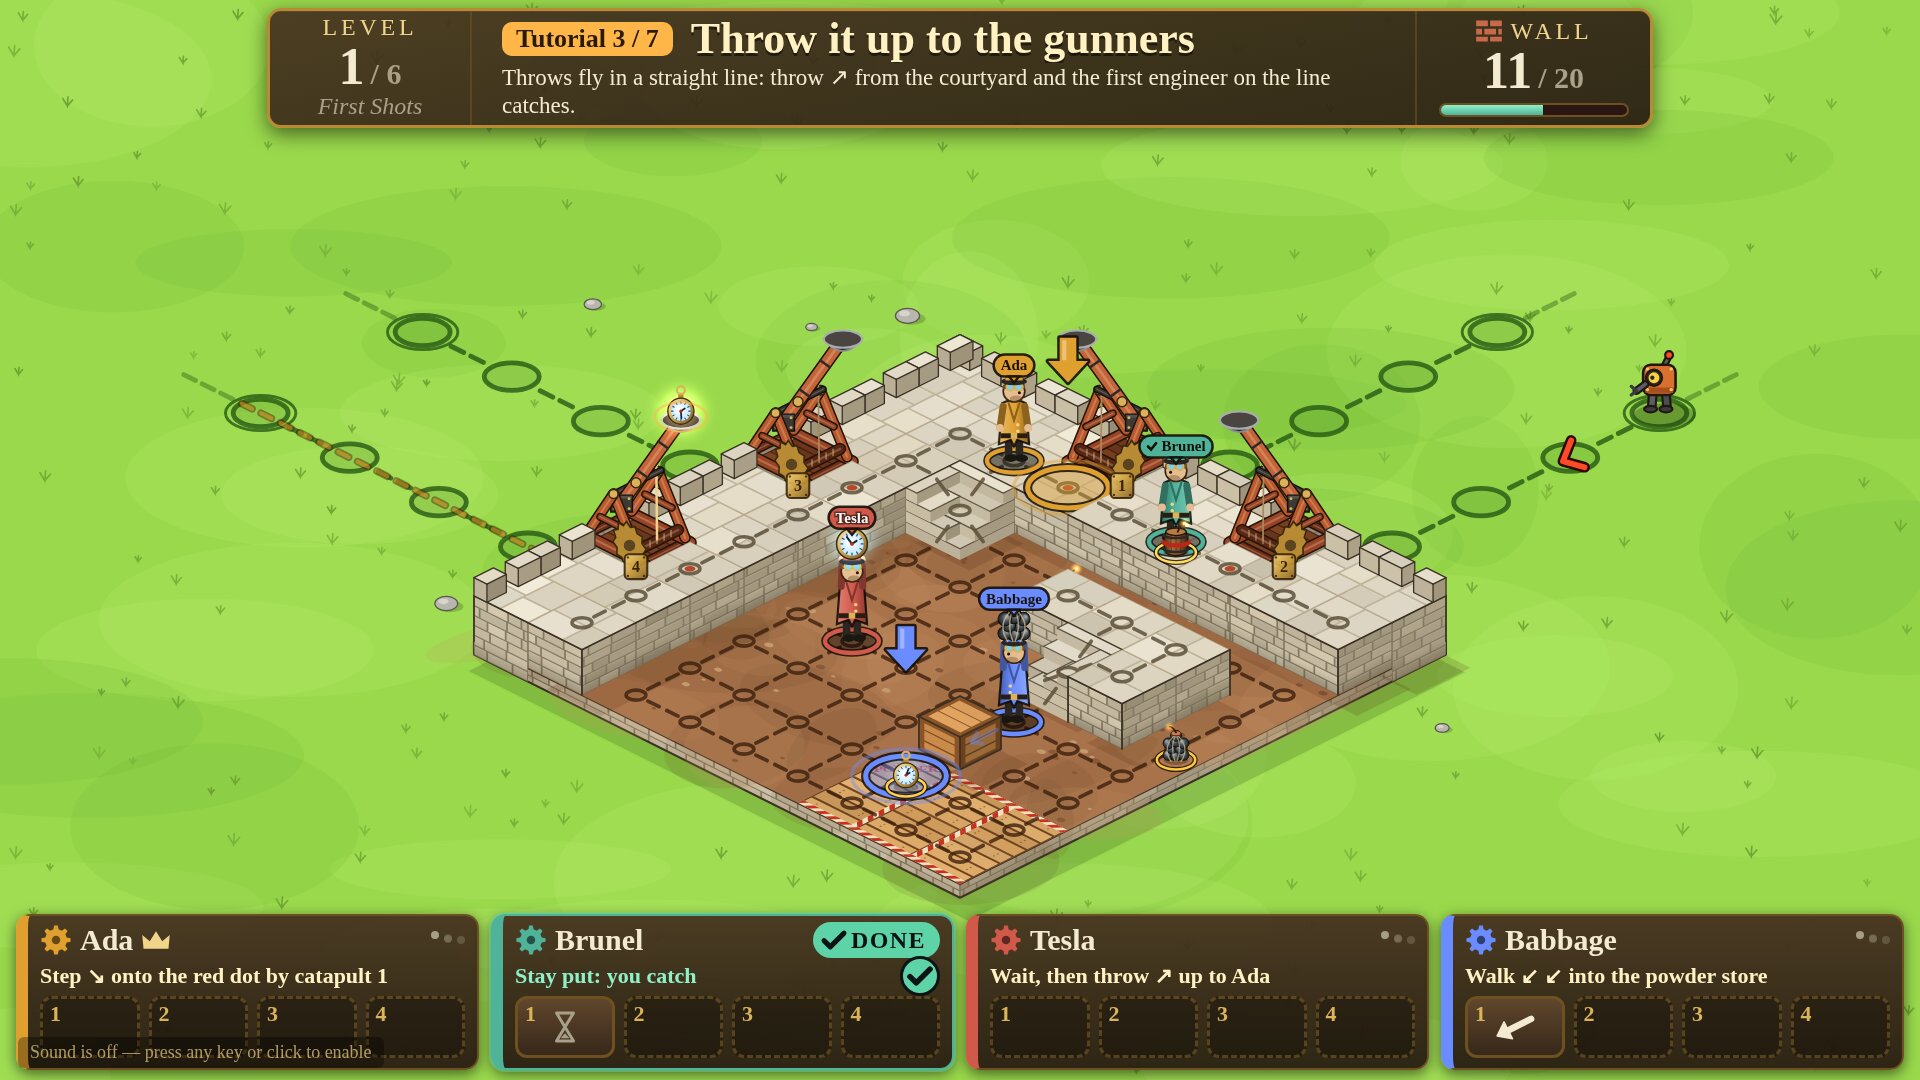 LEVEL
1 / 6
First Shots
Tutorial 3 / 7
Throw it up to the gunners
Throws fly in a straight line: throw ↗ from the courtyard and the first engineer on the line
catches.
WALL
11 / 20
Ada
Brunel
Tesla
Babbage
3
1
4
2
Ada
Step ↘ onto the red dot by catapult 1
1 2 3 4
Sound is off — press any key or click to enable
Brunel
DONE
Stay put: you catch
1 2 3 4
Tesla
Wait, then throw ↗ up to Ada
1 2 3 4
Babbage
Walk ↙ ↙ into the powder store
1 2 3 4